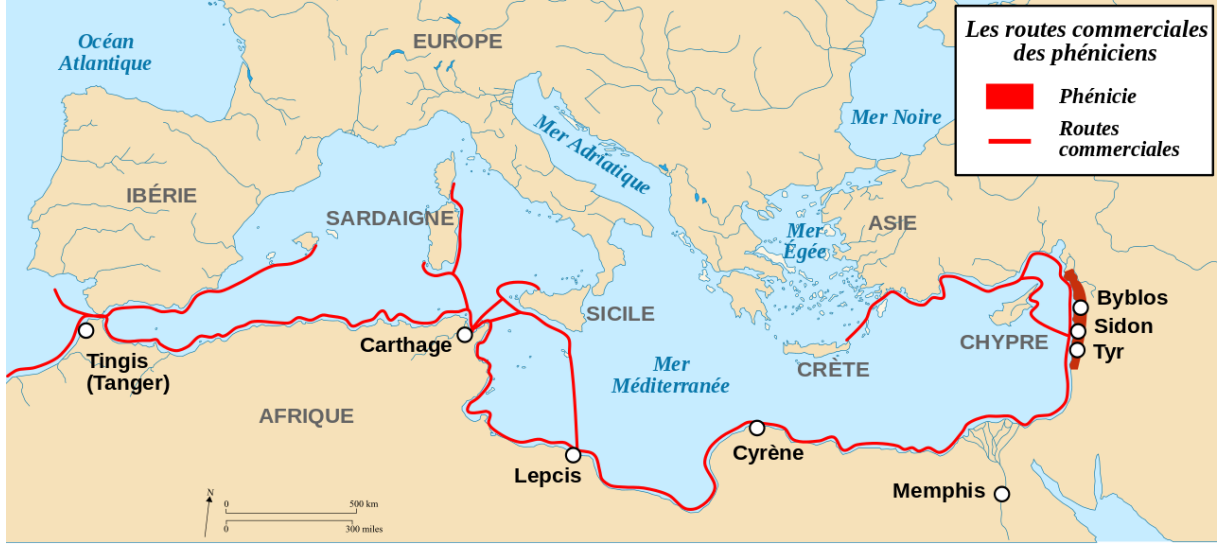 Les routes commerciales
des phéniciens
Phénicie
Routes
commerciales
Océan
Atlantique
EUROPE
Mer Noire
Mer Adriatique
IBÉRIE
SARDAIGNE
ASIE
Mer
Égée
Byblos
SICILE
Sidon
CHYPRE
Carthage
Tyr
Tingis
(Tanger)
CRÈTE
Mer
Méditerranée
AFRIQUE
Cyrène
Lepcis
Memphis
N
0
500 km
0
300 miles